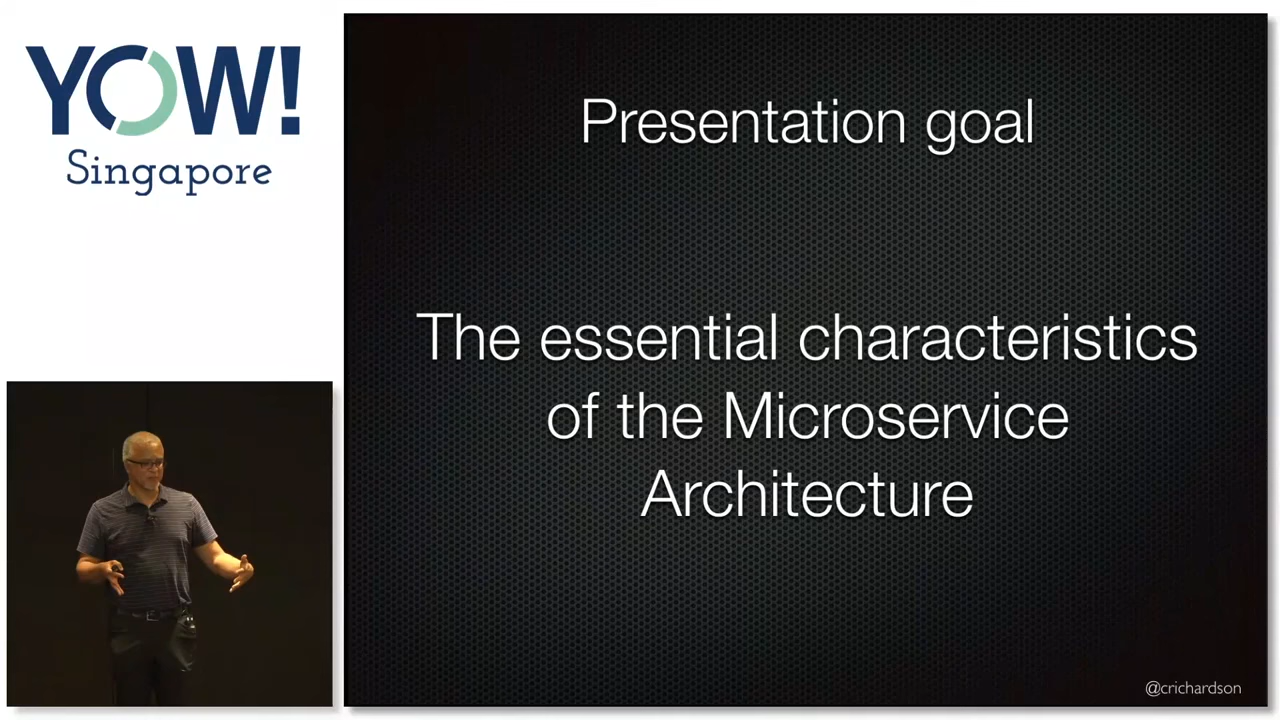 YOW!
Singapore
Presentation goal
The essential characteristics
of the Microservice
Architecture
@crichardson